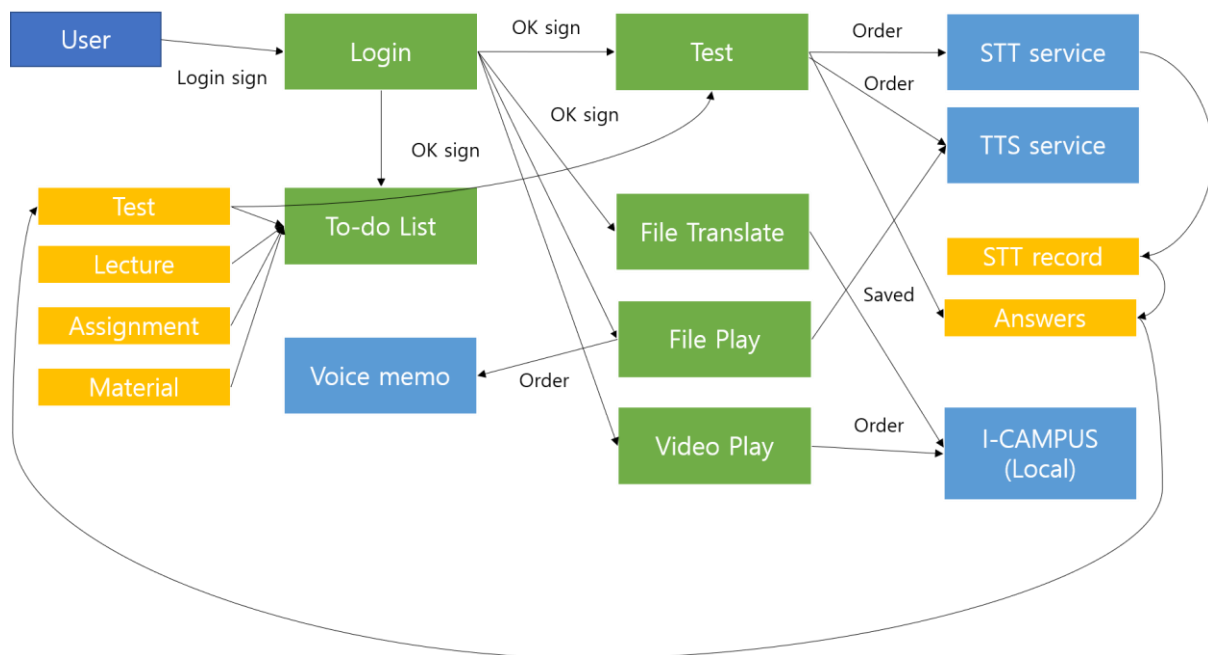 User
Login sign
Login
OK sign
Test
Order
STT service
Order
OK sign
TTS service
OK sign
Test
To-do List
File Translate
Lecture
STT record
Saved
Assignment
Answers
File Play
Voice memo
Order
Material
Video Play
Order
I-CAMPUS
(Local)